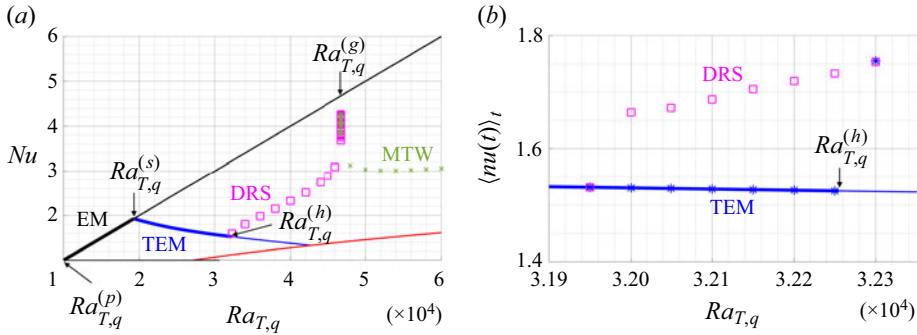 (a)
6
5
4
Nu
3
2
1
Ra_{T,q}^{(g)}
Ra_{T,q}^{(s)}
MTW
DRS
EM
TEM
Ra_{T,q}^{(h)}
1 2 3 4 5 6
Ra_{T,q}^{(p)}
Ra_{T,q}
(×10^4)
(b)
1.8
1.6
1.4
⟨nu(t)⟩_t
DRS
Ra_{T,q}^{(h)}
TEM
3.19 3.20 3.21 3.22 3.23
Ra_{T,q}
(×10^4)